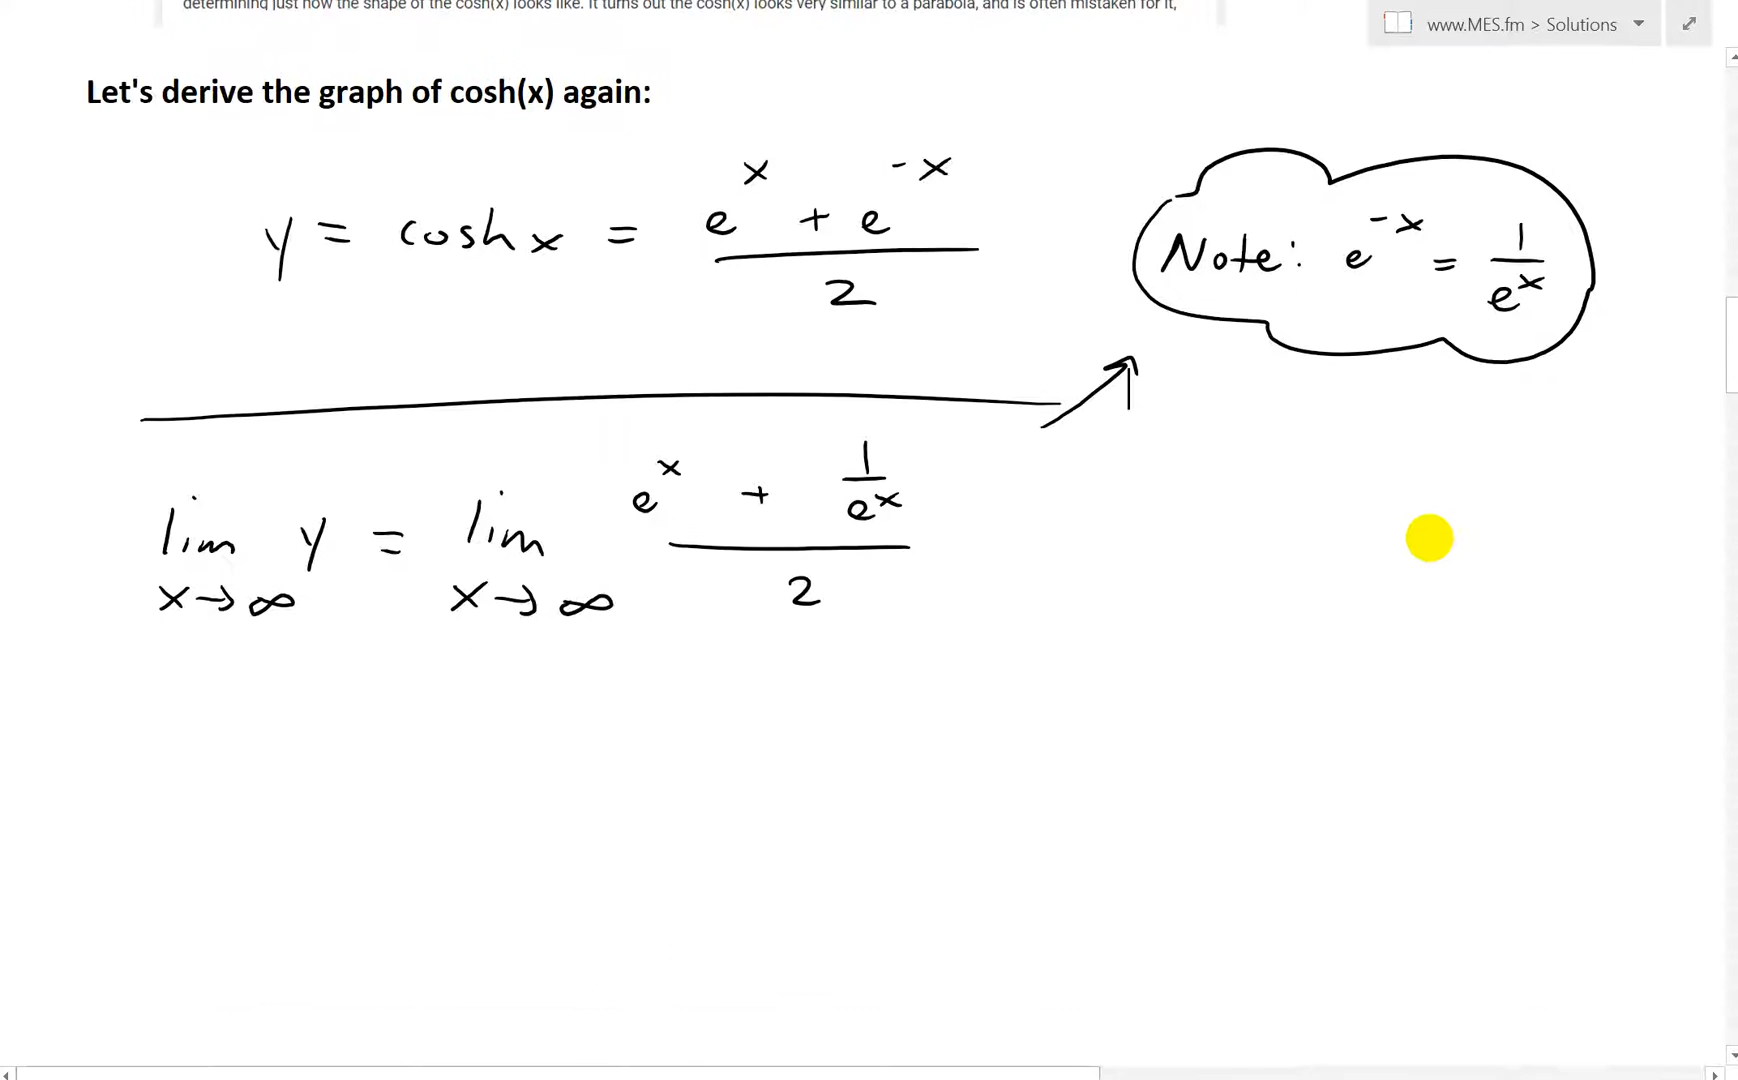 determining just how the shape of the cosh(x) looks like. It turns out the cosh(x) looks very similar to a parabola, and is often mistaken for it,
www.MES.fm > Solutions
Let's derive the graph of cosh(x) again:
y = cosh x = (e^x + e^-x)/2
Note: e^-x = 1/e^x
lim x→∞ y = lim x→∞ (e^x + 1/e^x)/2